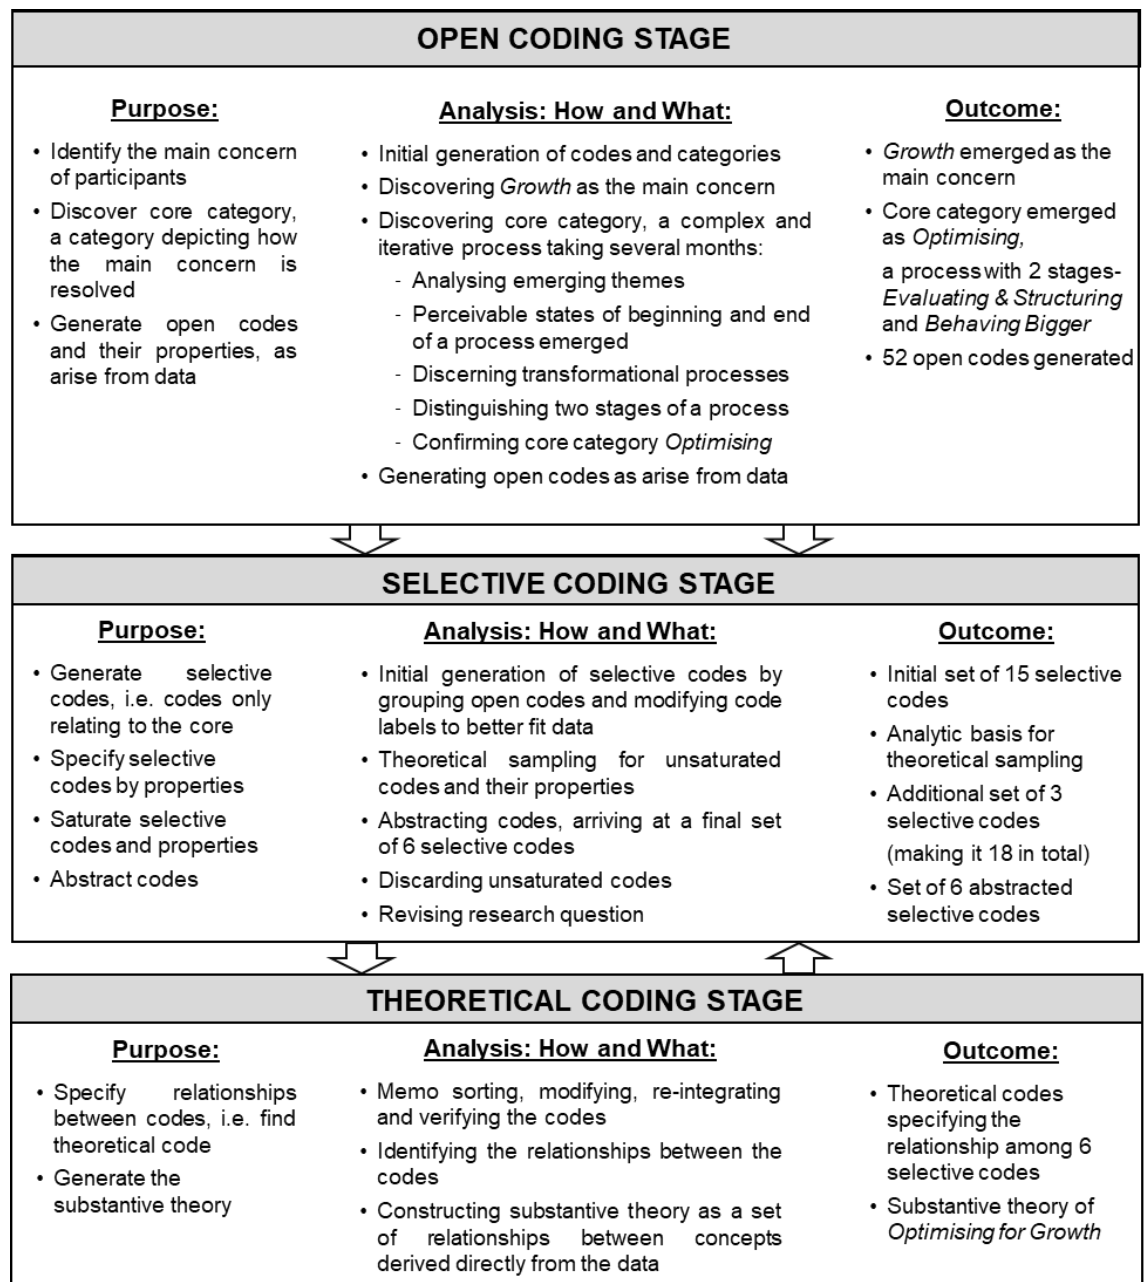 OPEN CODING STAGE
Purpose:
• Identify the main concern
of participants
• Discover core category,
a category depicting how
the main concern is
resolved
• Generate open codes
and their properties, as
arise from data
Analysis: How and What:
• Initial generation of codes and categories
• Discovering Growth as the main concern
• Discovering core category, a complex and
iterative process taking several months:
- Analysing emerging themes
- Perceivable states of beginning and end
of a process emerged
- Discerning transformational processes
- Distinguishing two stages of a process
- Confirming core category Optimising
• Generating open codes as arise from data
Outcome:
• Growth emerged as the
main concern
• Core category emerged
as Optimising,
a process with 2 stages-
Evaluating & Structuring
and Behaving Bigger
• 52 open codes generated
SELECTIVE CODING STAGE
Purpose:
• Generate selective
codes, i.e. codes only
relating to the core
• Specify selective
codes by properties
• Saturate selective
codes and properties
• Abstract codes
Analysis: How and What:
• Initial generation of selective codes by
grouping open codes and modifying code
labels to better fit data
• Theoretical sampling for unsaturated
codes and their properties
• Abstracting codes, arriving at a final set
of 6 selective codes
• Discarding unsaturated codes
• Revising research question
Outcome:
• Initial set of 15 selective
codes
• Analytic basis for
theoretical sampling
• Additional set of 3
selective codes
(making it 18 in total)
• Set of 6 abstracted
selective codes
THEORETICAL CODING STAGE
Purpose:
• Specify relationships
between codes, i.e. find
theoretical code
• Generate the
substantive theory
Analysis: How and What:
• Memo sorting, modifying, re-integrating
and verifying the codes
• Identifying the relationships between the
codes
• Constructing substantive theory as a set
of relationships between concepts
derived directly from the data
Outcome:
• Theoretical codes
specifying the
relationship among 6
selective codes
• Substantive theory of
Optimising for Growth